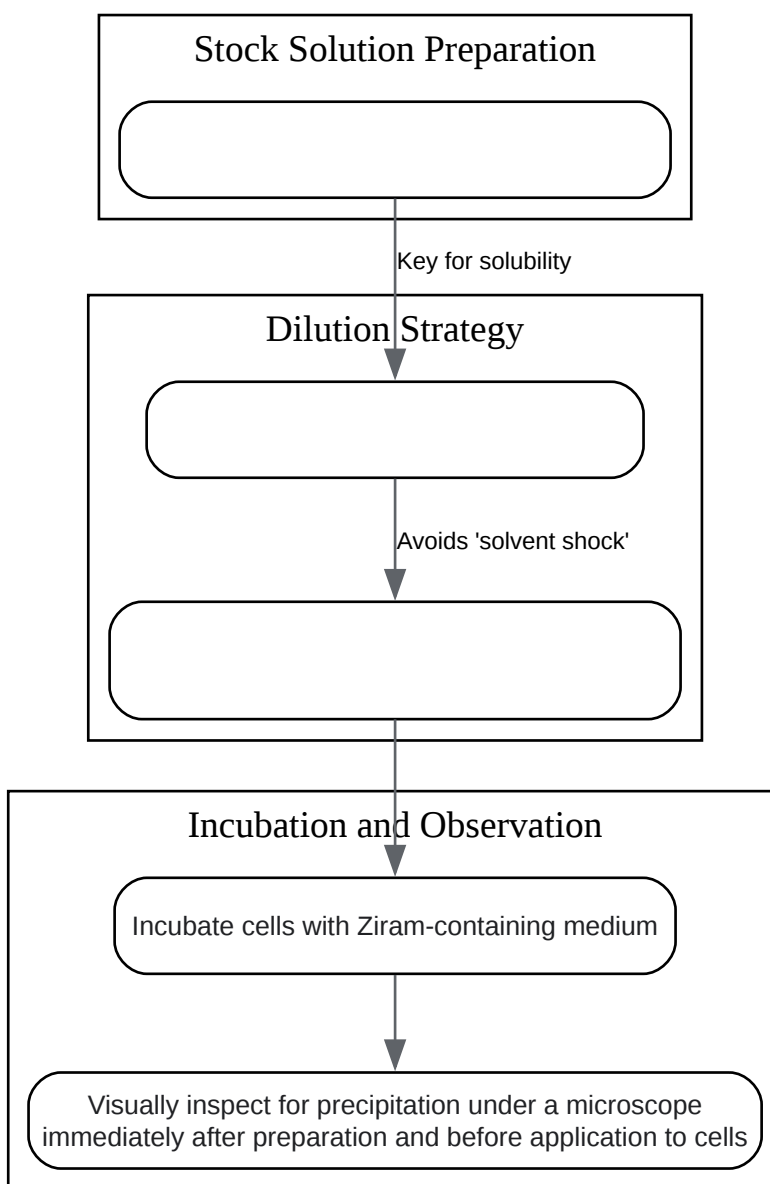 Stock Solution Preparation
Key for solubility
Dilution Strategy
Avoids 'solvent shock'
Incubation and Observation
Incubate cells with Ziram-containing medium
Visually inspect for precipitation under a microscope
immediately after preparation and before application to cells